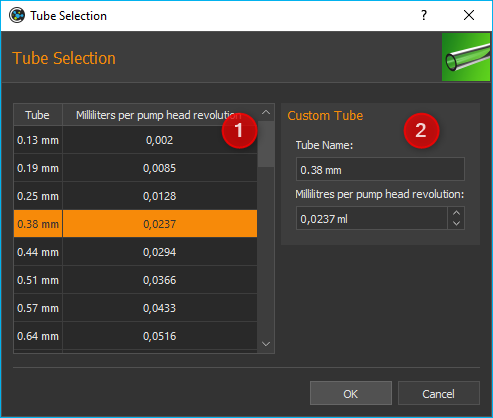 Tube Selection
?
Tube Selection
Tube Milliliters per pump head revolution
1
0.13 mm 0,002
0.19 mm 0,0085
0.25 mm 0,0128
0.38 mm 0,0237
0.44 mm 0,0294
0.51 mm 0,0366
0.57 mm 0,0433
0.64 mm 0,0516
Custom Tube
2
Tube Name:
0.38 mm
Millilitres per pump head revolution:
0,0237 ml
OK Cancel